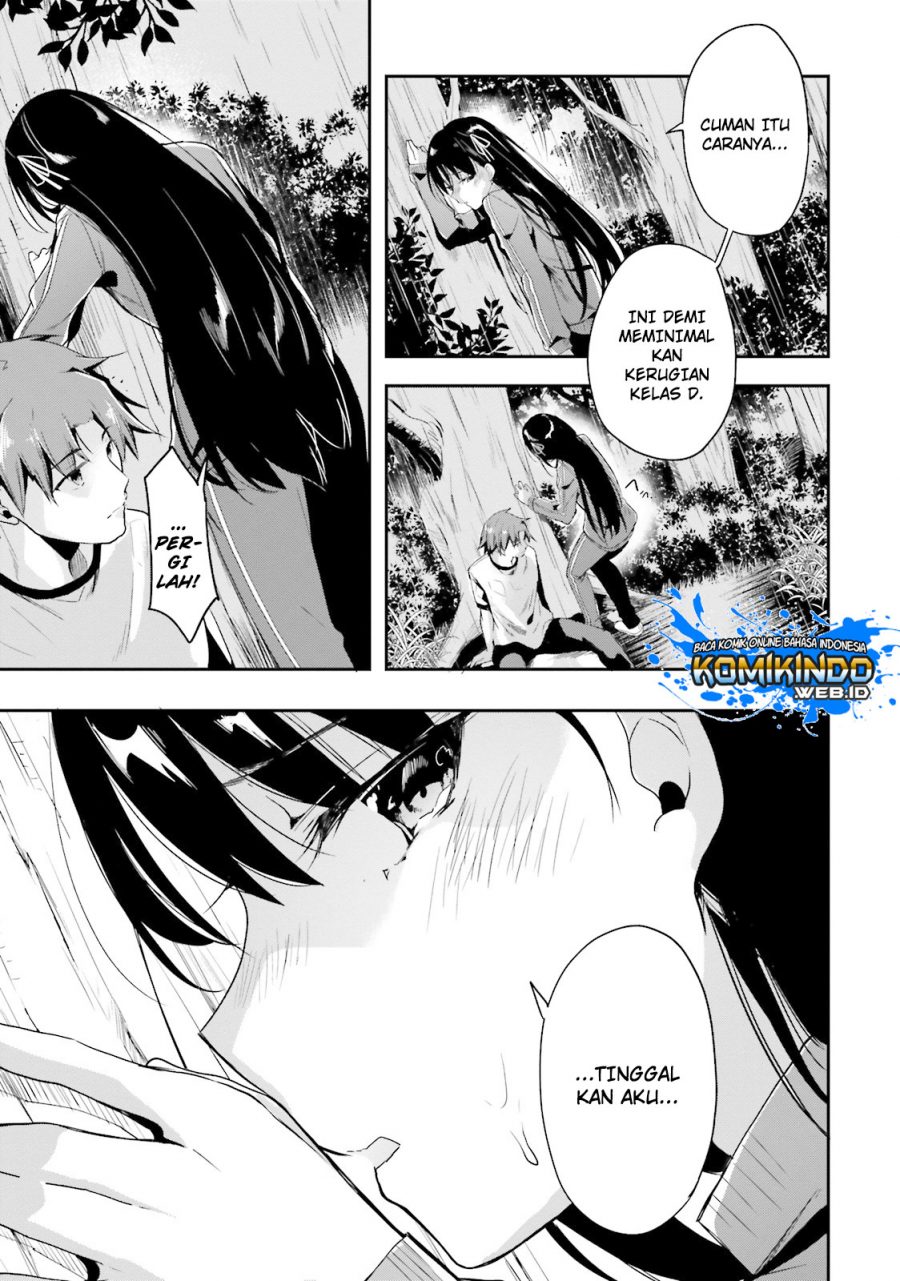 CUMAN ITU
CARANYA...
INI DEMI
MEMINIMAL
KAN
KERUGIAN
KELAS D.
BACA KOMIK ONLINE BAHASA INDONESIA
KOMIKINDO
WEB.ID
...
PER-
GI
LAH!
...TINGGAL
KAN AKU...